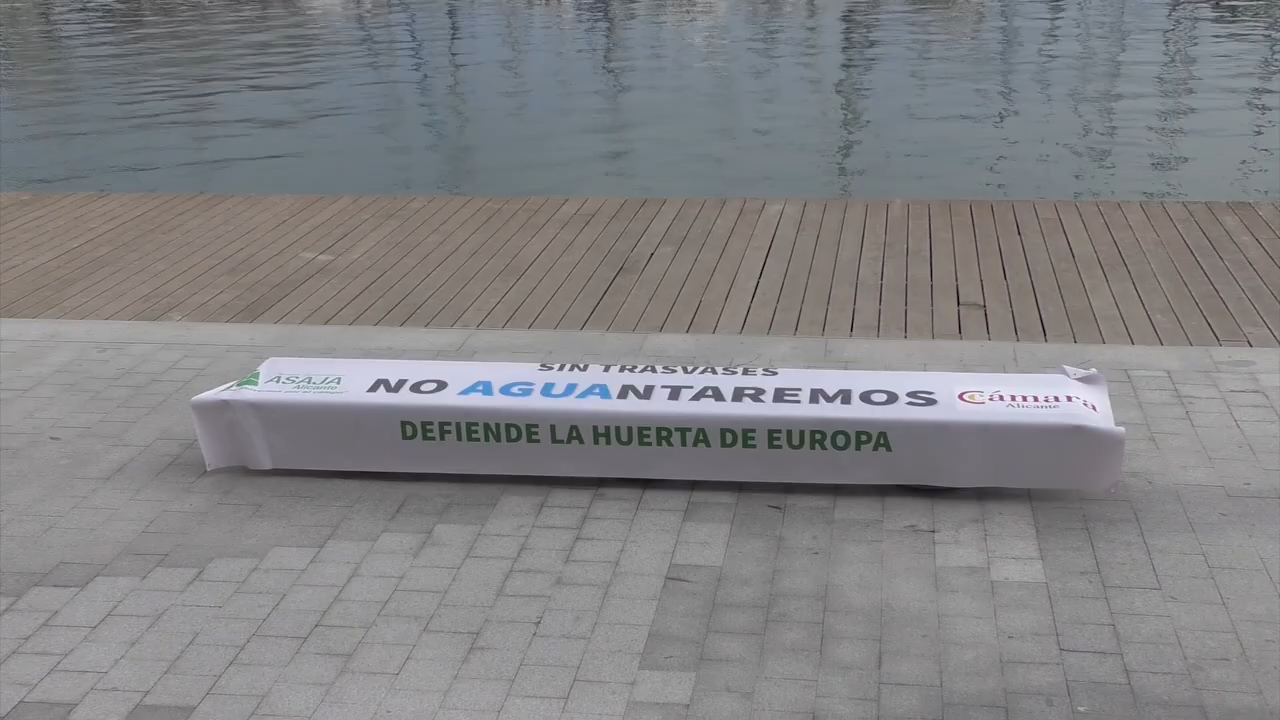 SIN TRASVASES
ASAJA
Alicante
NO AGUANTAREMOS
Cámara
Alicante
DEFIENDE LA HUERTA DE EUROPA